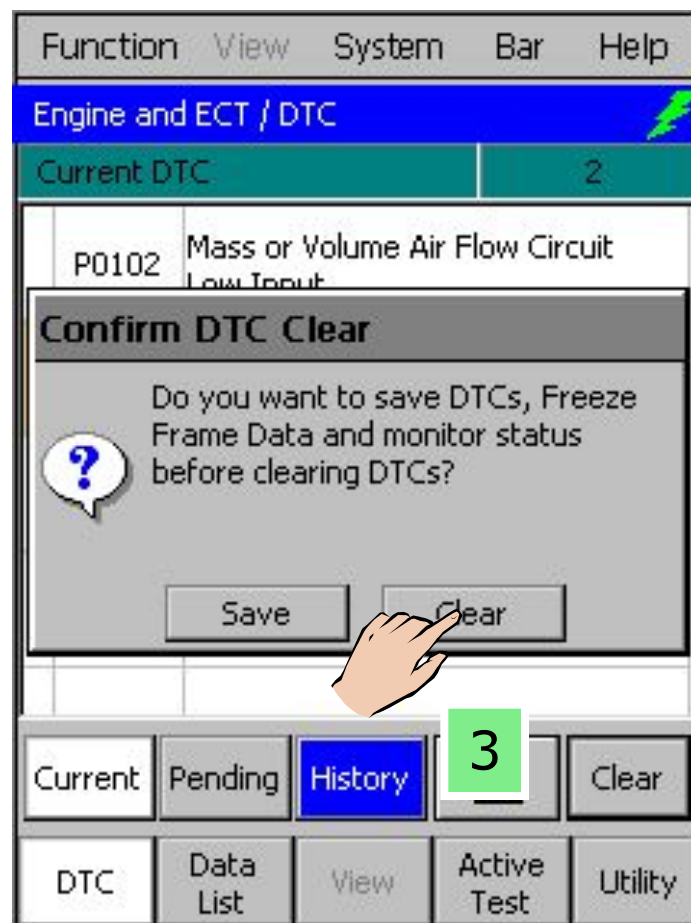 Function View System Bar Help
Engine and ECT / DTC
Current DTC 2
P0102 Mass or Volume Air Flow Circuit
Low Input
Confirm DTC Clear
Do you want to save DTCs, Freeze
Frame Data and monitor status
before clearing DTCs?
?
Save Clear
3
Current Pending History Clear
DTC Data List View Active Test Utility